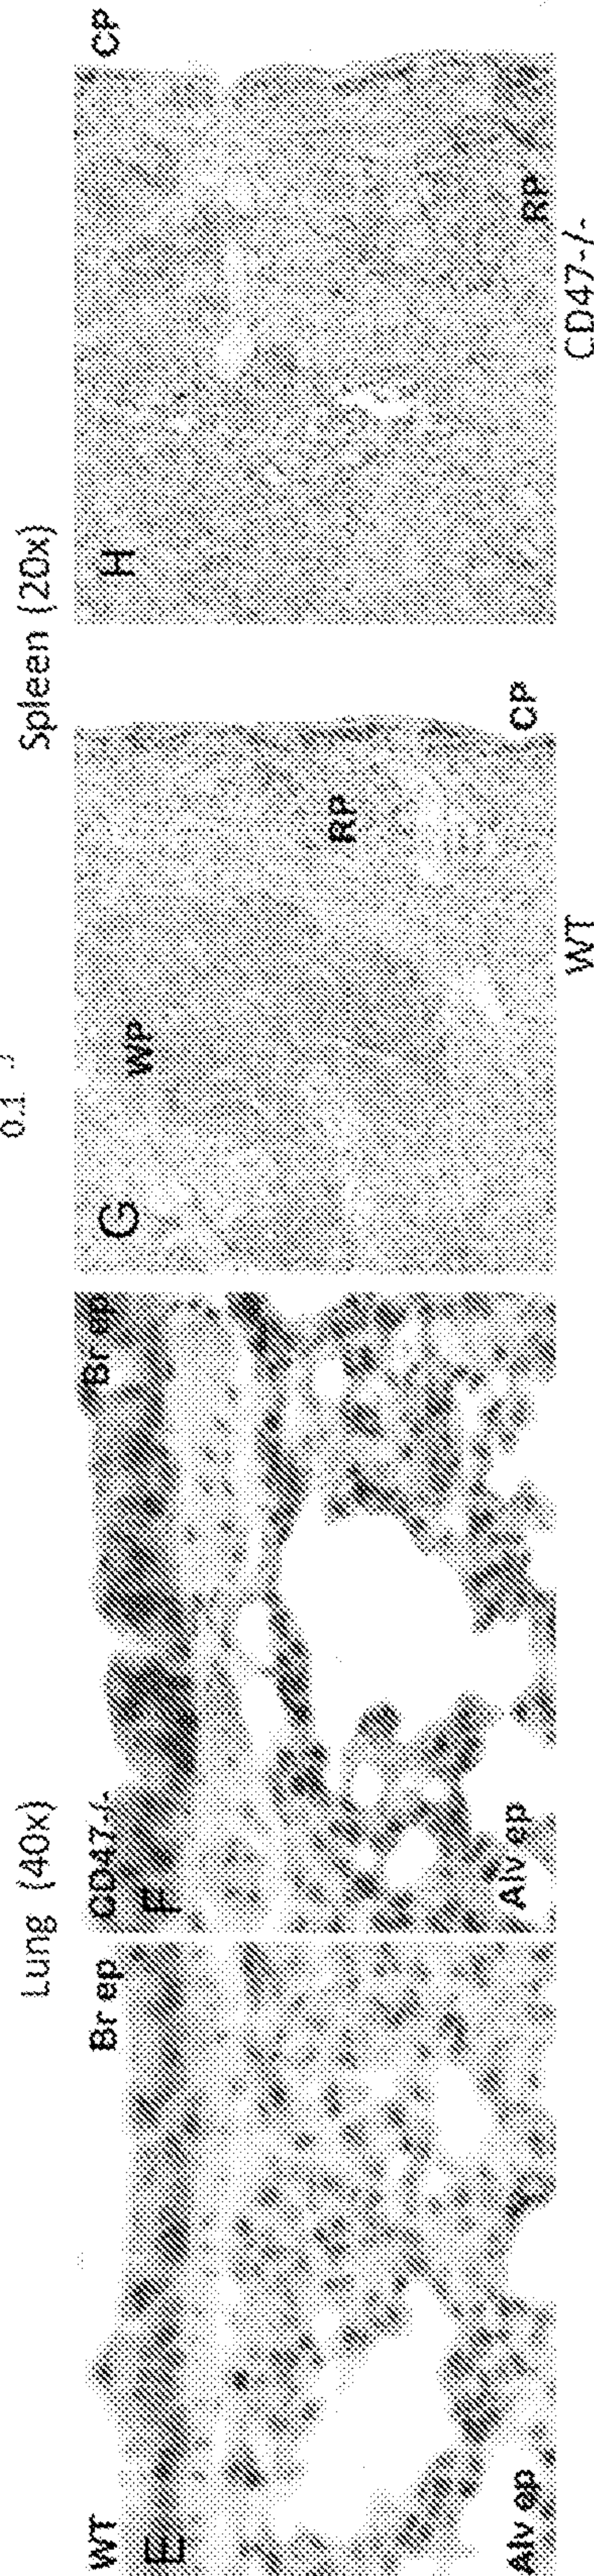 0.1
Lung (40x)
Spleen (20x)
WT
Br ep
CD47-/-
Br ep
G
WP
H
CP
E
F
RP
RP
Alv ep
Alv ep
CP
WT
CD47-/-